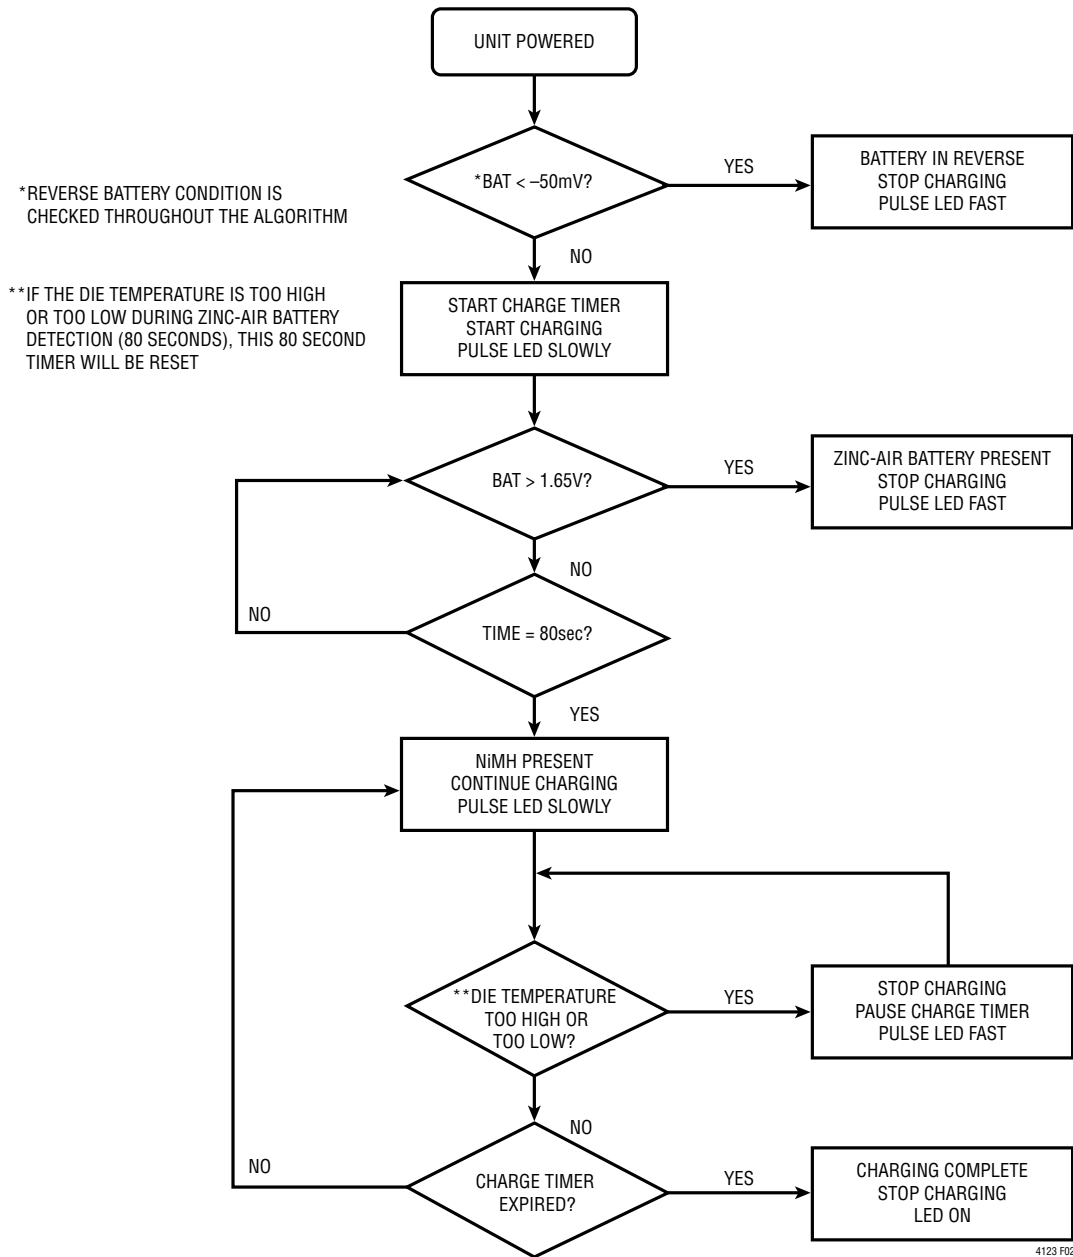 UNIT POWERED
*BAT < –50mV?
YES
BATTERY IN REVERSE
STOP CHARGING
PULSE LED FAST
*REVERSE BATTERY CONDITION IS
CHECKED THROUGHOUT THE ALGORITHM
NO
**IF THE DIE TEMPERATURE IS TOO HIGH
OR TOO LOW DURING ZINC-AIR BATTERY
DETECTION (80 SECONDS), THIS 80 SECOND
TIMER WILL BE RESET
START CHARGE TIMER
START CHARGING
PULSE LED SLOWLY
BAT > 1.65V?
YES
ZINC-AIR BATTERY PRESENT
STOP CHARGING
PULSE LED FAST
NO
TIME = 80sec?
NO
YES
NiMH PRESENT
CONTINUE CHARGING
PULSE LED SLOWLY
**DIE TEMPERATURE
TOO HIGH OR
TOO LOW?
YES
STOP CHARGING
PAUSE CHARGE TIMER
PULSE LED FAST
NO
CHARGE TIMER
EXPIRED?
NO
YES
CHARGING COMPLETE
STOP CHARGING
LED ON
4123 F02